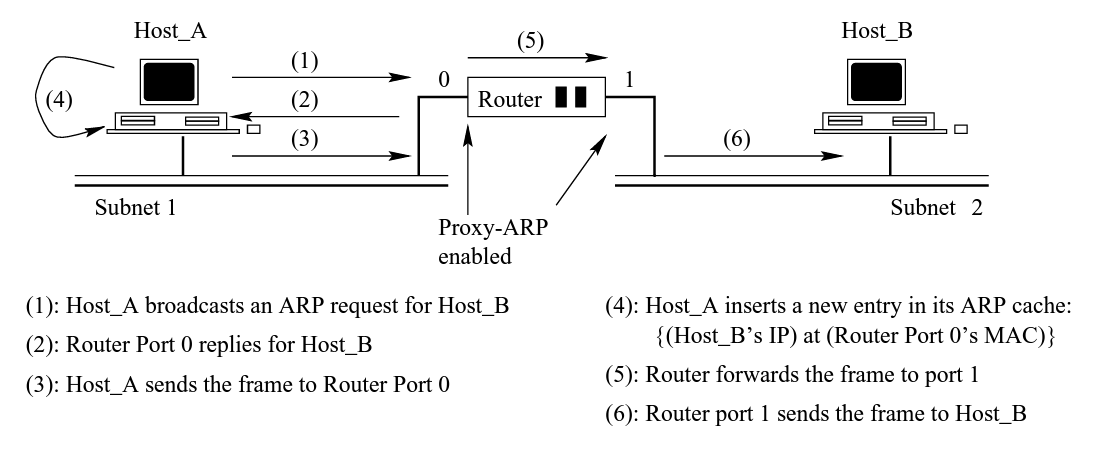 Host_A
Host_B
(5)
(1)
0
1
(2)
Router
(4)
(3)
(6)
Subnet 1
Subnet 2
Proxy-ARP
enabled
(1): Host_A broadcasts an ARP request for Host_B
(2): Router Port 0 replies for Host_B
(3): Host_A sends the frame to Router Port 0
(4): Host_A inserts a new entry in its ARP cache:
{(Host_B's IP) at (Router Port 0's MAC)}
(5): Router forwards the frame to port 1
(6): Router port 1 sends the frame to Host_B